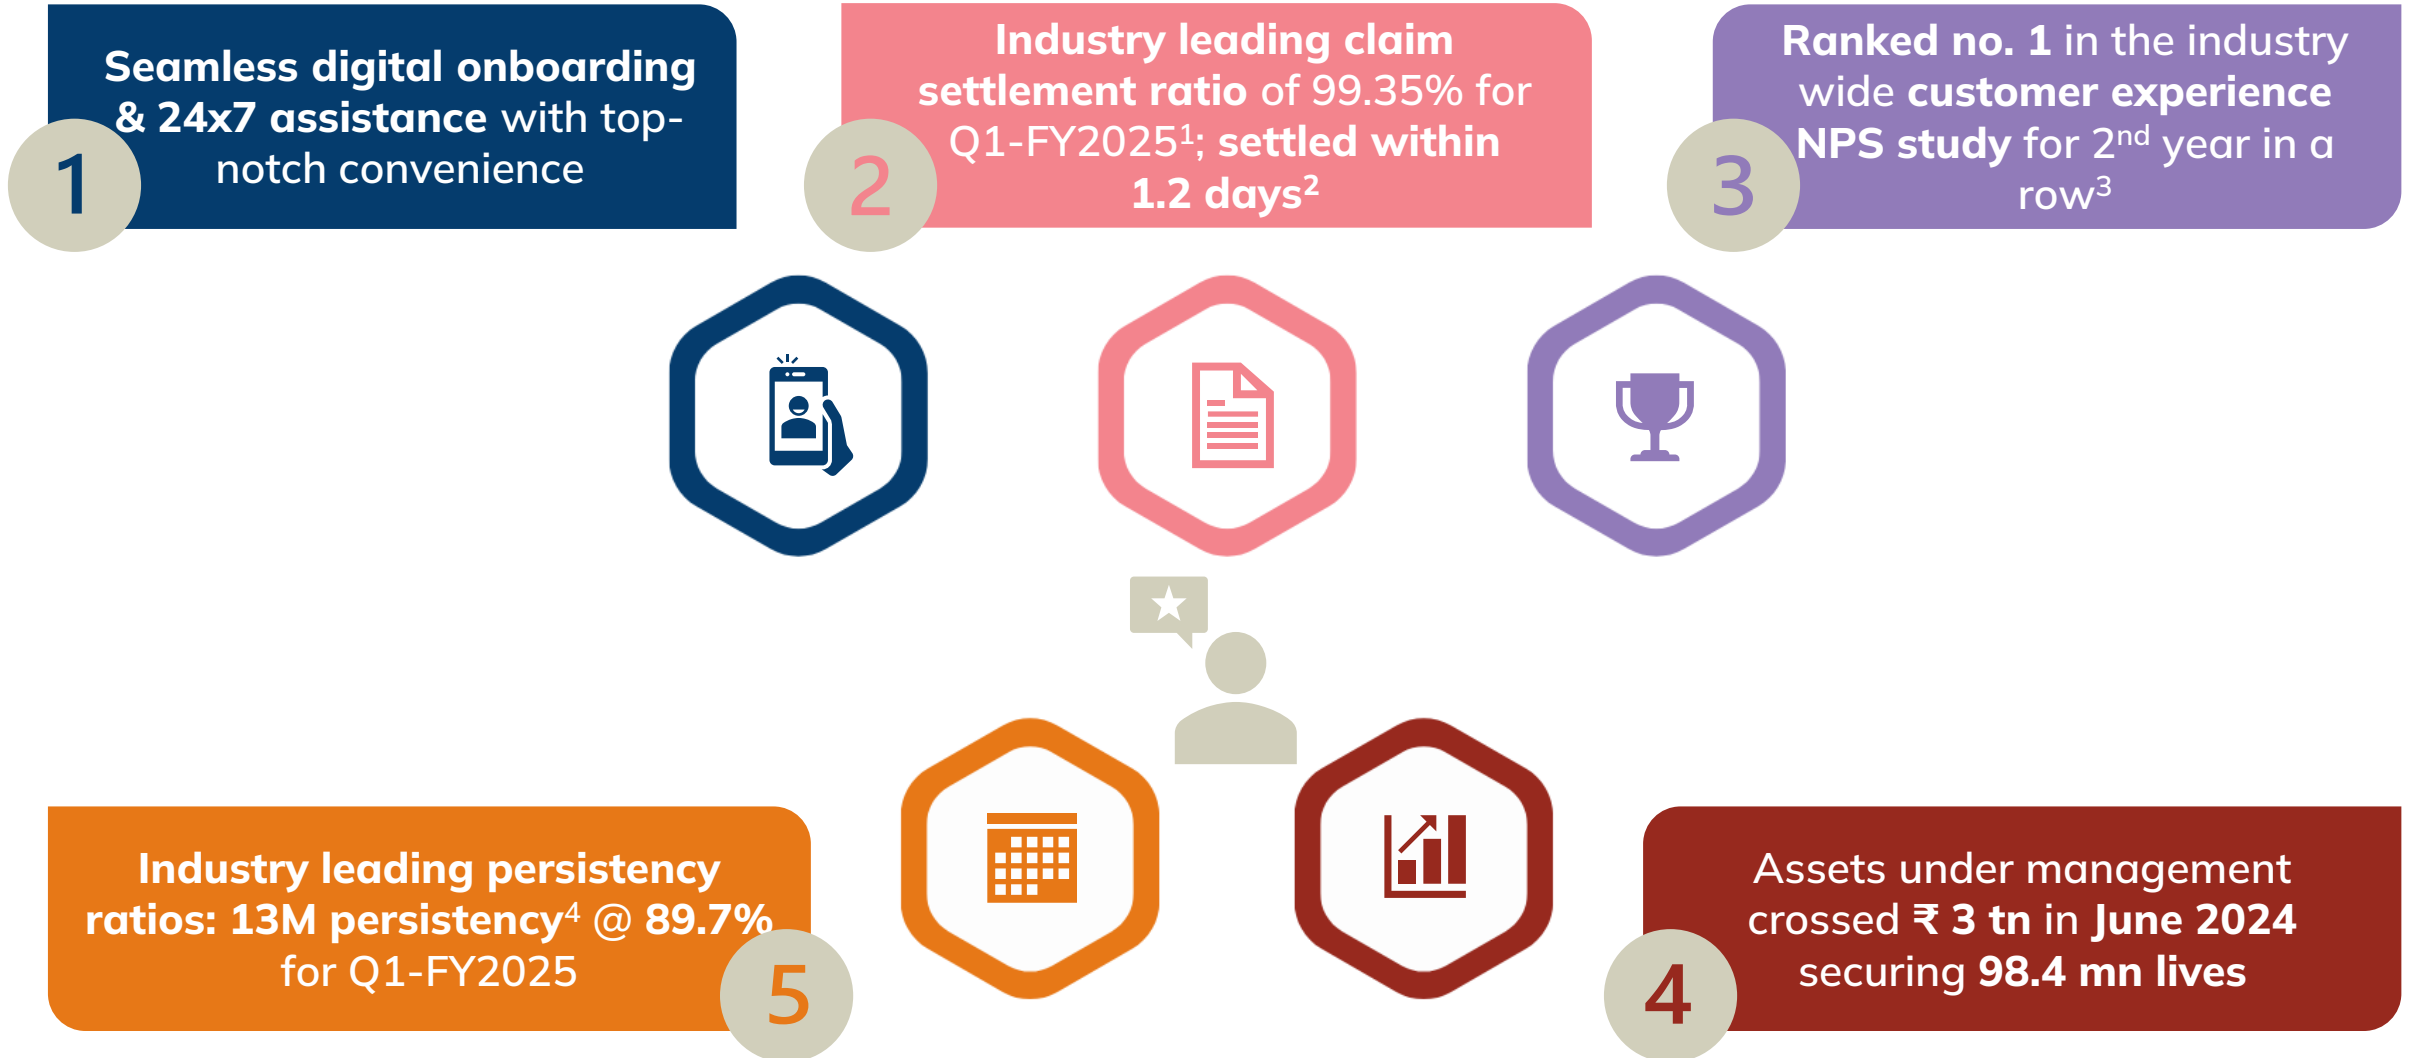 Seamless digital onboarding
& 24x7 assistance with top-
notch convenience
1
Industry leading claim
settlement ratio of 99.35% for
Q1-FY2025¹; settled within
1.2 days²
2
Ranked no. 1 in the industry
wide customer experience
NPS study for 2ⁿᵈ year in a
row³
3
Assets under management
crossed ₹ 3 tn in June 2024
securing 98.4 mn lives
4
Industry leading persistency
ratios: 13M persistency⁴ @ 89.7%
for Q1-FY2025
5